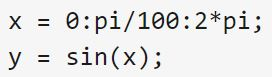 x = 0:pi/100:2*pi;
y = sin(x);